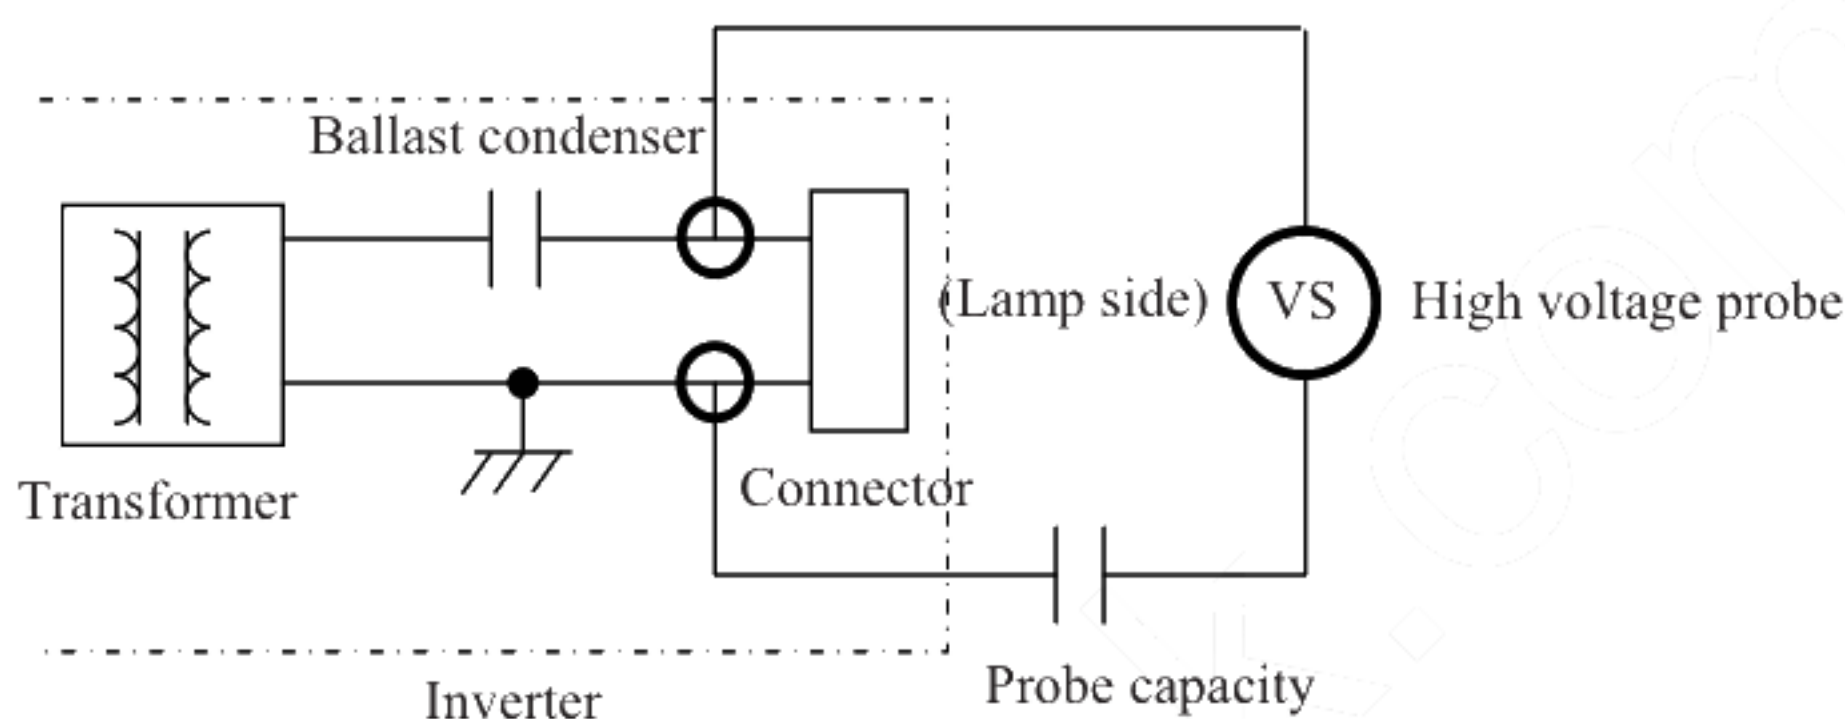 Ballast condenser
(Lamp side)
VS
High voltage probe
Transformer
Connector
Probe capacity
Inverter